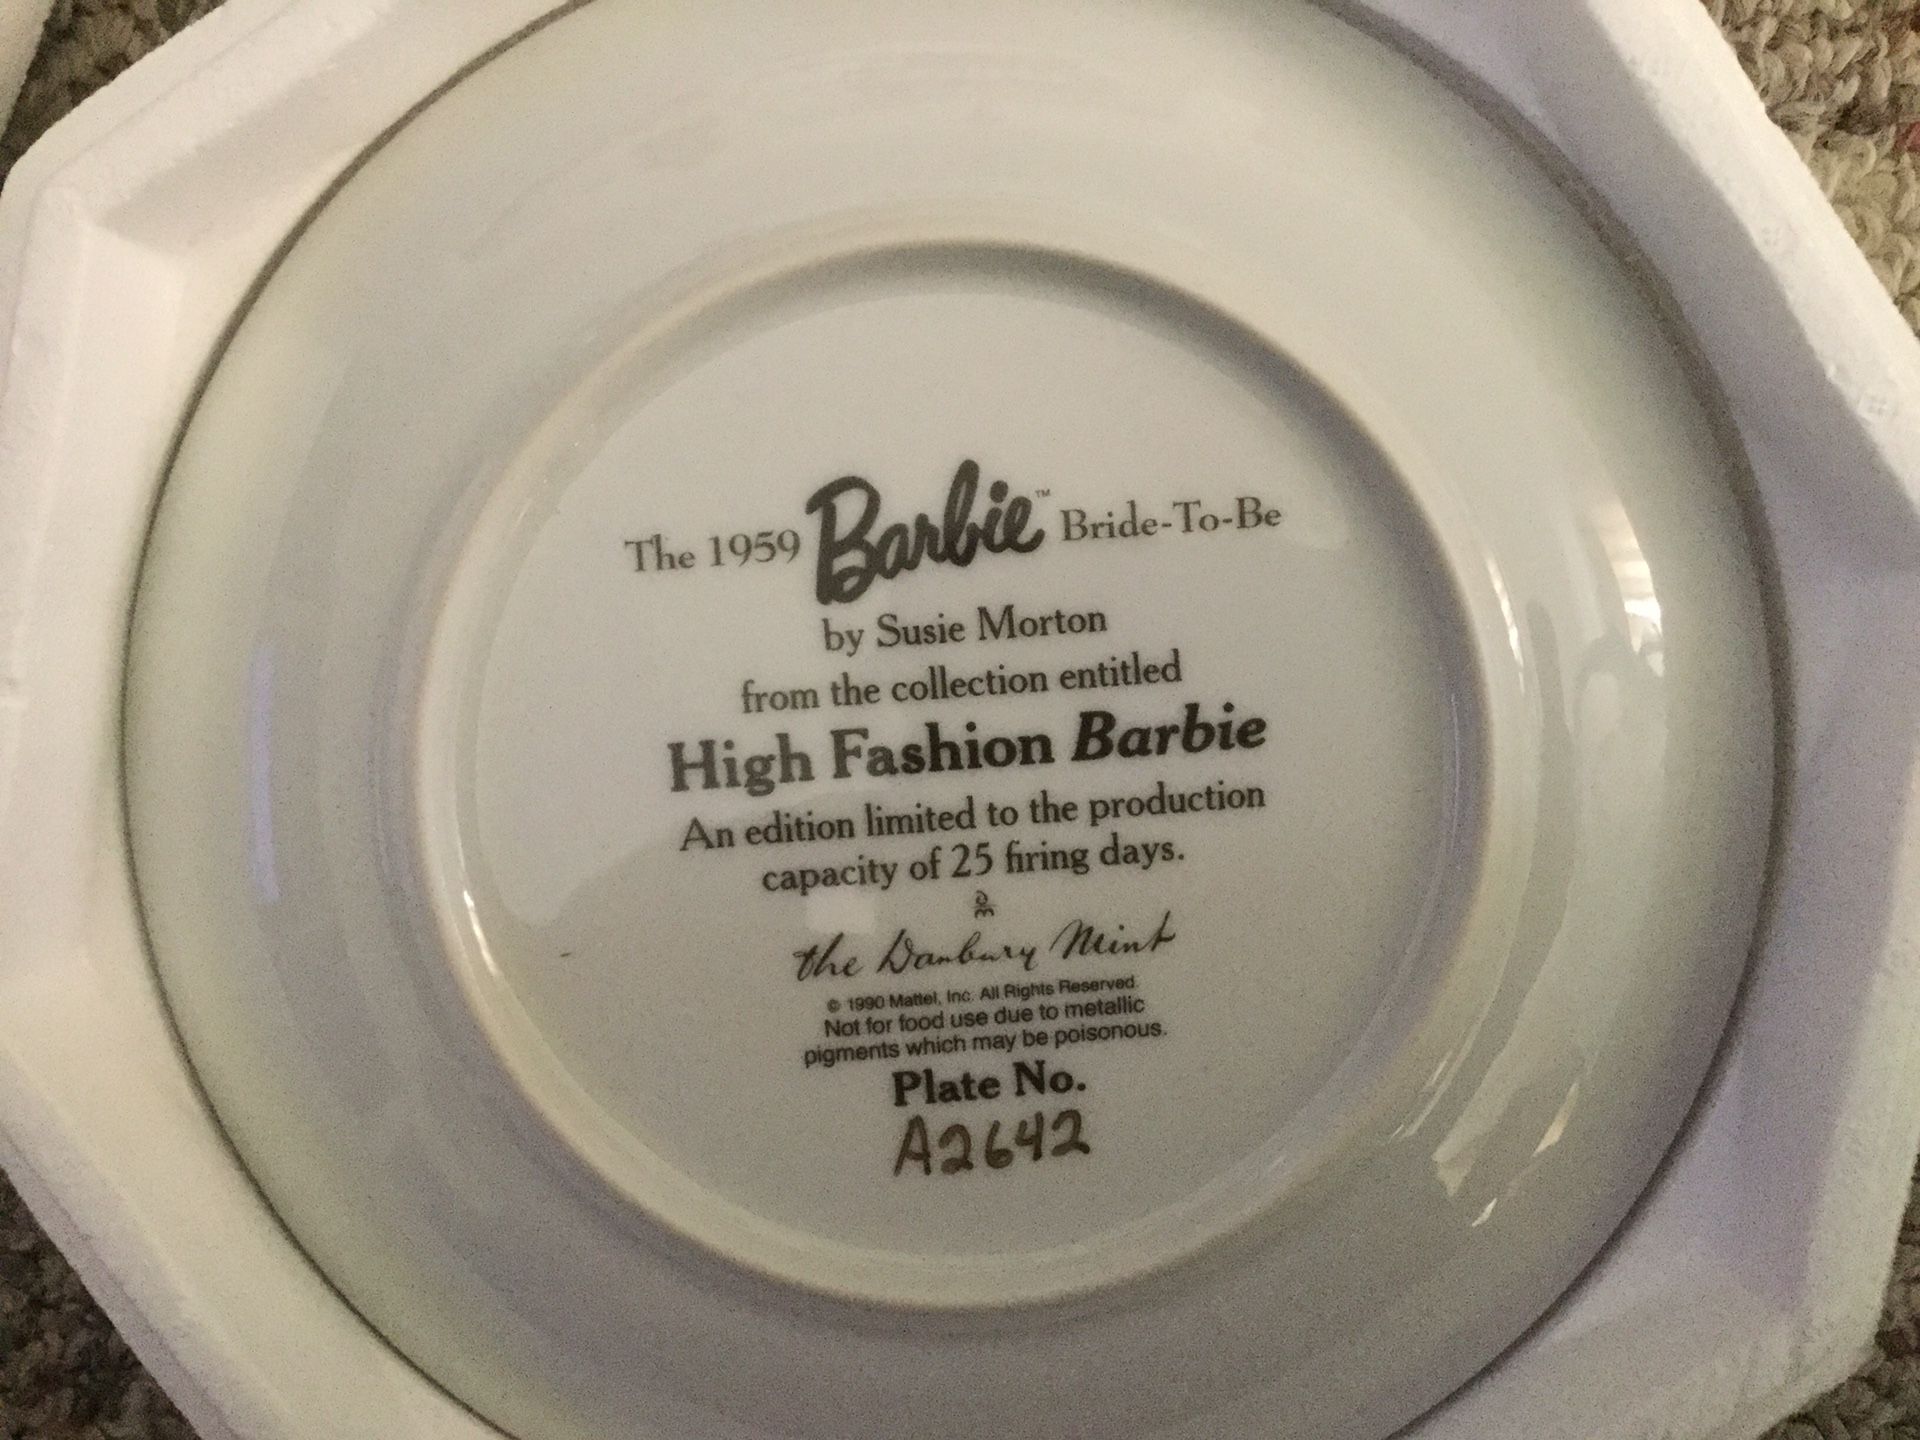 The 1959 Barbie™ Bride-To-Be
by Susie Morton
from the collection entitled
High Fashion Barbie
An edition limited to the production
capacity of 25 firing days.
DM
the Danbury Mint
© 1990 Mattel, Inc. All Rights Reserved.
Not for food use due to metallic
pigments which may be poisonous.
Plate No.
A2642